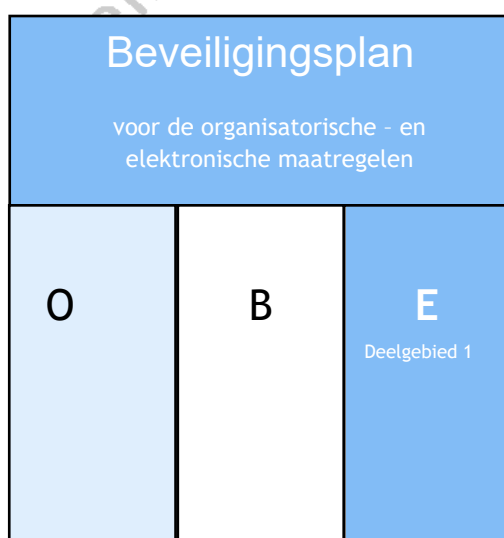 Beveiligingsplan
voor de organisatorische - en
elektronische maatregelen
O
B
E
Deelgebied 1